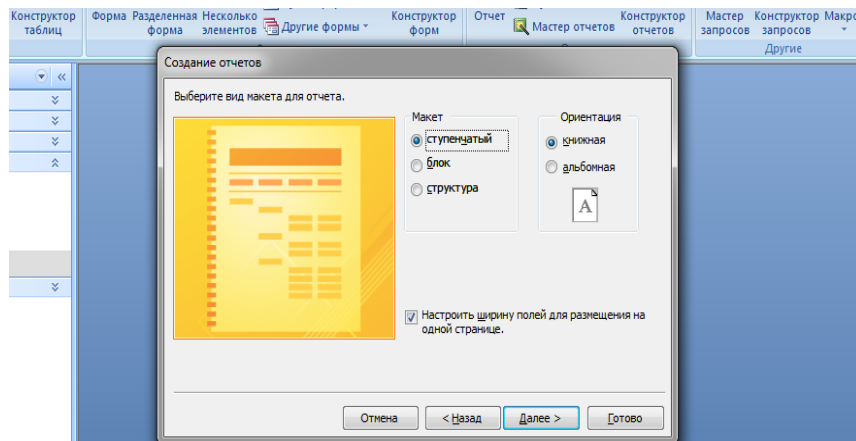 Конструктор Форма Разделенная Несколько Конструктор Отчет Конструктор Мастер Конструктор Макро
таблиц форма элементов Другие формы форм Мастер отчетов отчетов запросов запросов
Другие
Создание отчетов
Выберите вид макета для отчета.
Макет
ступенчатый
блок
структура
Ориентация
книжная
альбомная
A
Настроить ширину полей для размещения на
одной странице.
Отмена < Назад Далее > Готово